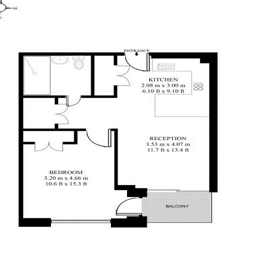 ENTRANCE
KITCHEN
2.08 m x 3.00 m
6.10 ft x 9.10 ft
RECEPTION
3.53 m x 4.07 m
11.7 ft x 13.4 ft
BEDROOM
3.20 m x 4.66 m
10.6 ft x 15.3 ft
BALCONY